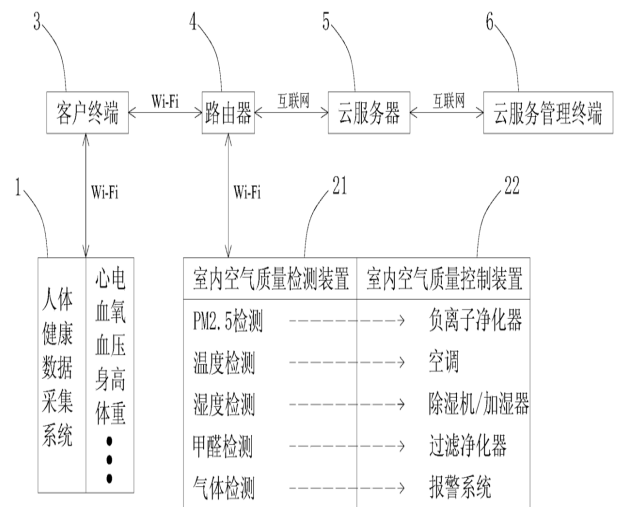 3
4
5
6
客户终端
Wi-Fi
路由器
互联网
云服务器
互联网
云服务管理终端
1
Wi-Fi
Wi-Fi
21
22
人体
健康
数据
采集
系统
心电
血氧
血压
身高
体重
室内空气质量检测装置
室内空气质量控制装置
PM2.5检测
负离子净化器
温度检测
空调
湿度检测
除湿机/加湿器
甲醛检测
过滤净化器
气体检测
报警系统